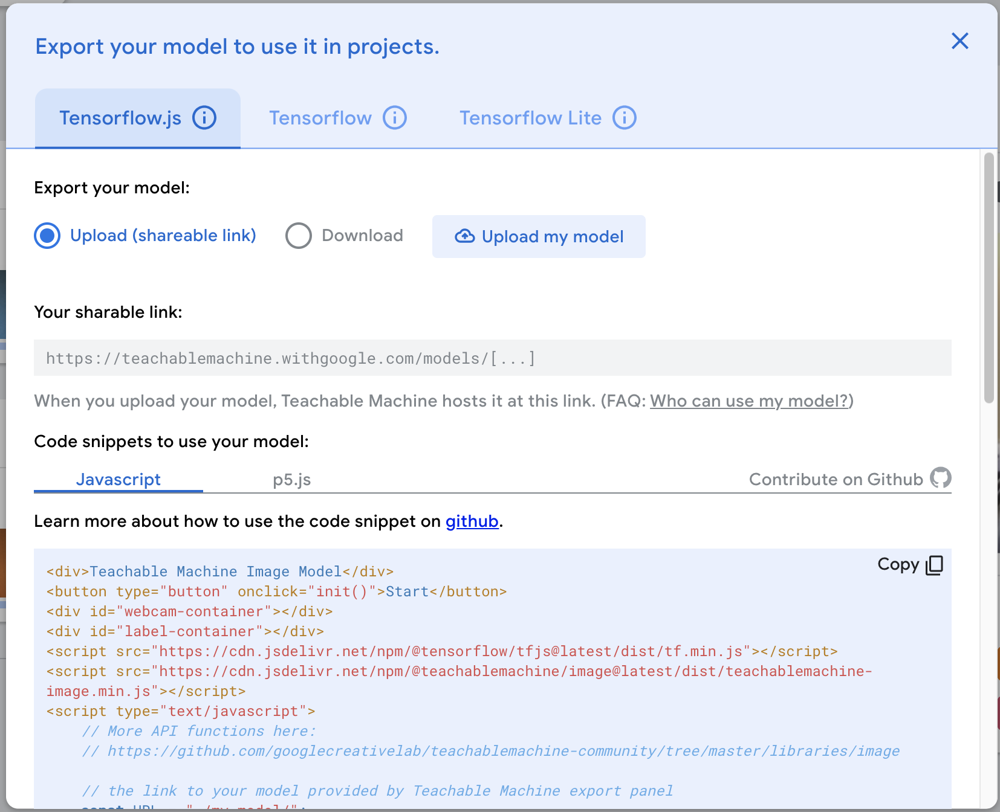 Export your model to use it in projects.
Tensorflow.js Tensorflow Tensorflow Lite
Export your model:
Upload (shareable link) Download Upload my model
Your sharable link:
https://teachablemachine.withgoogle.com/models/[...]
When you upload your model, Teachable Machine hosts it at this link. (FAQ: Who can use my model?)
Code snippets to use your model:
Javascript p5.js Contribute on Github
Learn more about how to use the code snippet on github.
Copy
<div>Teachable Machine Image Model</div>
<button type="button" onclick="init()">Start</button>
<div id="webcam-container"></div>
<div id="label-container"></div>
<script src="https://cdn.jsdelivr.net/npm/@tensorflow/tfjs@latest/dist/tf.min.js"></script>
<script src="https://cdn.jsdelivr.net/npm/@teachablemachine/image@latest/dist/teachablemachine-
image.min.js"></script>
<script type="text/javascript">
// More API functions here:
// https://github.com/googlecreativelab/teachablemachine-community/tree/master/libraries/image
// the link to your model provided by Teachable Machine export panel